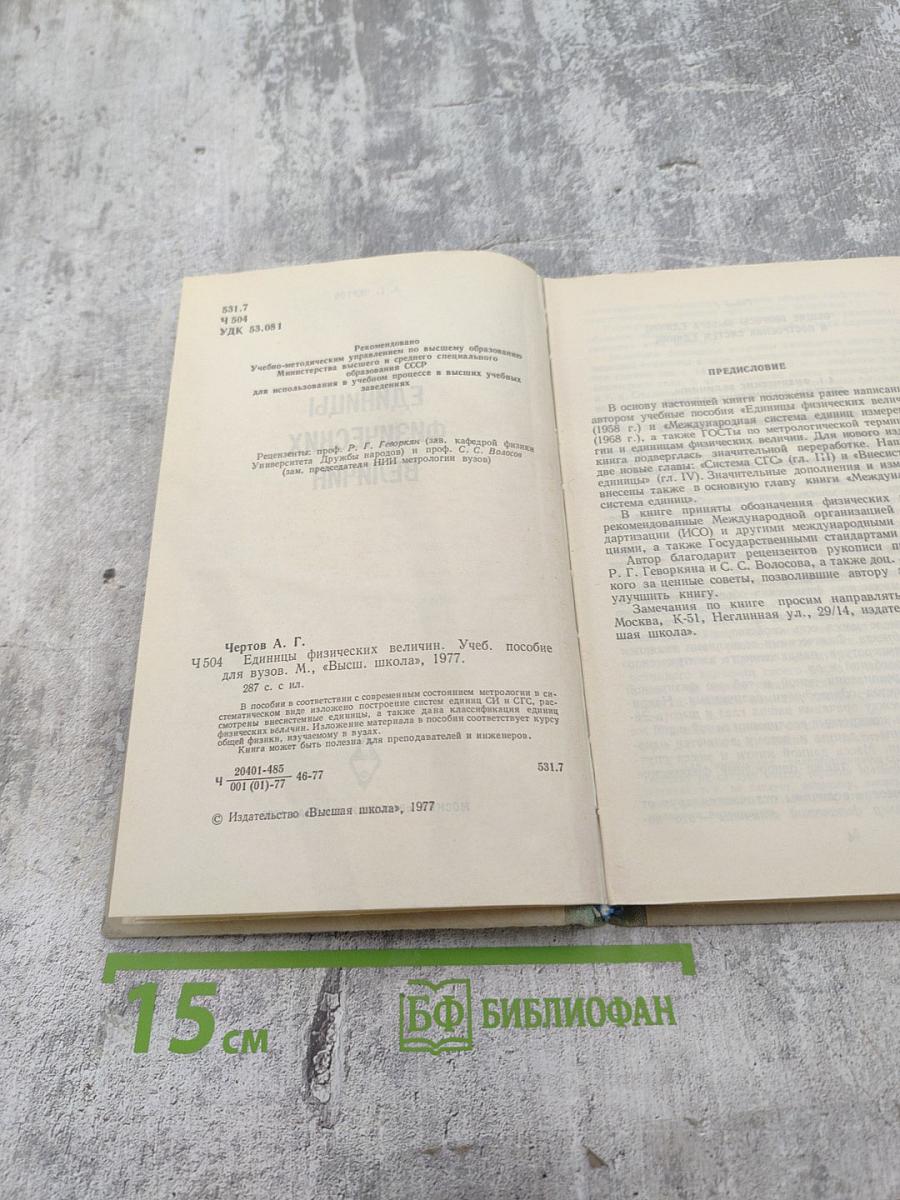 531.7
Ч 504
УДК 53.081
Рекомендовано
Учебно-методическим управлением по высшему образованию
Министерства высшего и среднего специального
образования СССР
для использования в учебном процессе в высших учебных
заведениях
Рецензенты: проф. Р. Г. Геворкян (зав. кафедрой физики
Университета Дружбы народов) и проф. С. С. Волосов
(зам. председателя НИИ метрологии вузов)
Чертов А. Г.
Ч 504 Единицы физических величин. Учеб. пособие
для вузов. М., «Высш. школа», 1977.
287 с. с ил.
В пособии в соответствии с современным состоянием метрологии в си-
стематическом виде изложено построение систем единиц СИ и СГС, рас-
смотрены внесистемные единицы, а также дана классификация единиц
физических величин. Изложение материала в пособии соответствует курсу
общей физики, изучаемому в вузах.
Книга может быть полезна для преподавателей и инженеров.
Ч 20401-485
001 (01)-77 46-77 531.7
© Издательство «Высшая школа», 1977
ПРЕДИСЛОВИЕ
В основу настоящей книги положены ранее написан
автором учебные пособия «Единицы физических велич
(1958 г.) и «Международная система единиц измерен
(1968 г.), а также ГОСТы по метрологической термин
гии и единицам физических величин. Для нового изд
книга подверглась значительной переработке. Нап
две новые главы: «Система СГС» (гл. III) и «Внесист
единицы» (гл. IV). Значительные дополнения и изм
внесены также в основную главу книги «Междунар
система единиц».
В книге приняты обозначения физических
рекомендованные Международной организацией
дартизации (ИСО) и другими международными
циями, а также Государственными стандартами
Автор благодарит рецензентов рукописи п
Р. Г. Геворкяна и С. С. Волосова, а также доц.
кого за ценные советы, позволившие автору
улучшить книгу.
Замечания по книге просим направлять
Москва, К-51, Неглинная ул., 29/14, издате
шая школа».
15 см
БФ БИБЛИОФАН